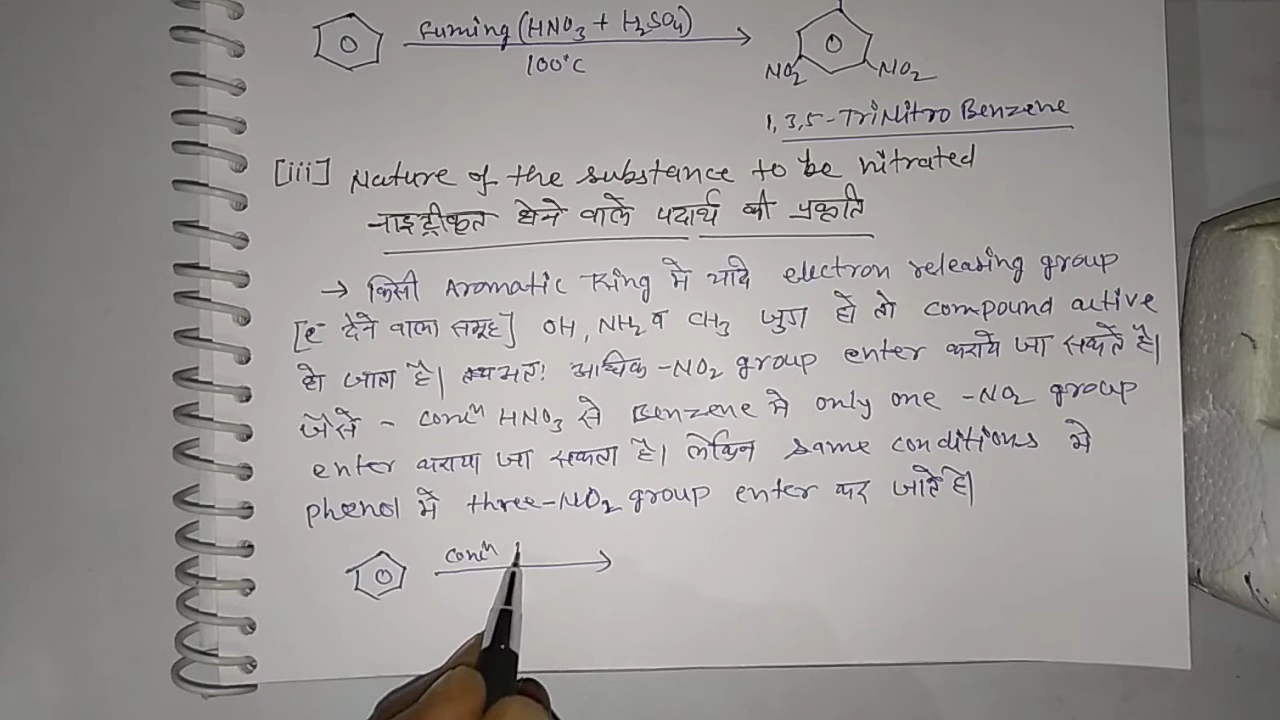 Fuming (HNO3 + H2SO4)
100°C
NO2 NO2
1,3,5-TriNitro Benzene
[iii] Nature of the substance to be nitrated
नाइट्रीकृत होने वाले पदार्थ की प्रकृति
→ किसी Aromatic Ring मे यदि electron releasing group
[e⁻ देने वाला समूह] OH, NH2 व CH3 जुडा हो तो compound active
हो जाता है। अतः अधिक -NO2 group enter कराये जा सकते है।
जैसे - concⁿ HNO3 से Benzene मे only one -NO2 group
enter कराया जा सकता है। लेकिन same conditions मे
phenol मे three-NO2 group enter कर जाते है।
concⁿ